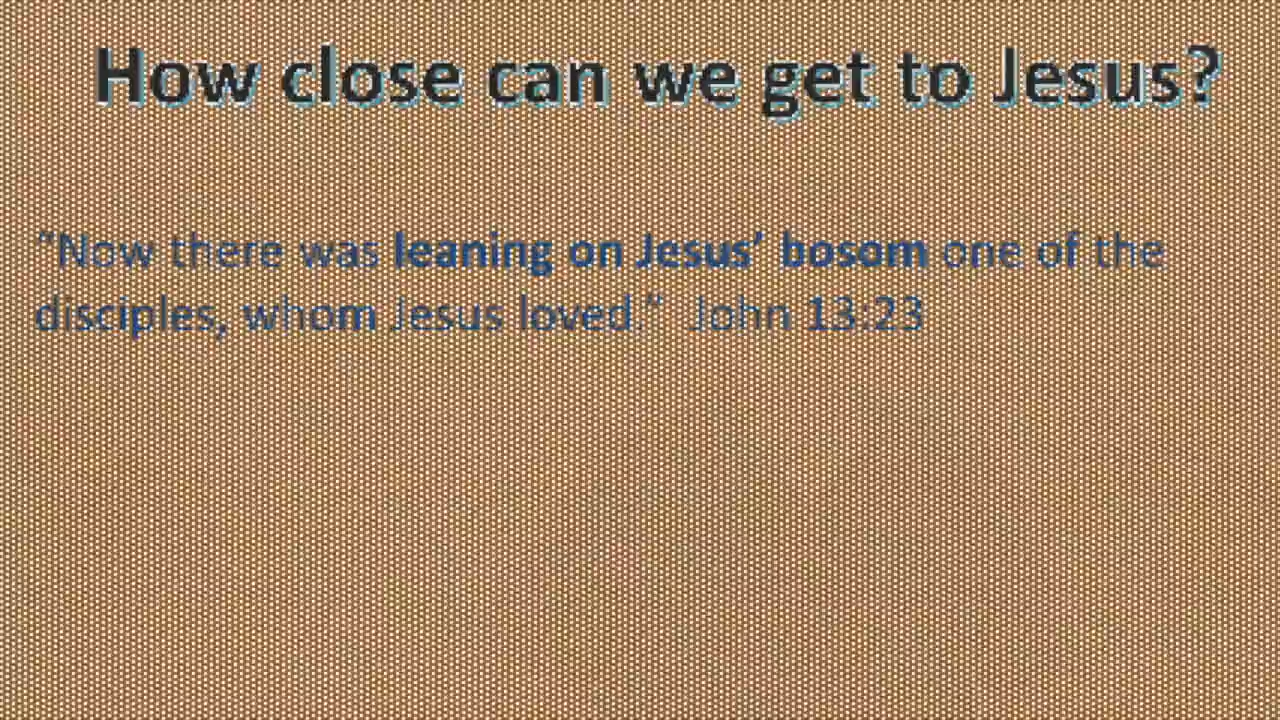 How close can we get to Jesus?
“Now there was leaning on Jesus’ bosom one of the
disciples, whom Jesus loved.”  John 13:23